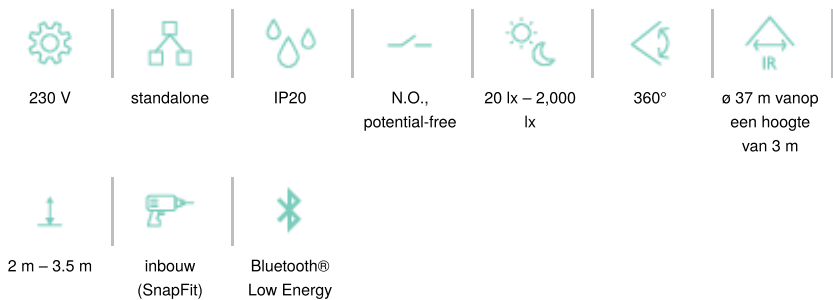 IR
230 V
standalone
IP20
N.O.,
potential-free
20 lx – 2,000
lx
360°
ø 37 m vanop
een hoogte
van 3 m
2 m – 3.5 m
inbouw
(SnapFit)
Bluetooth®
Low Energy